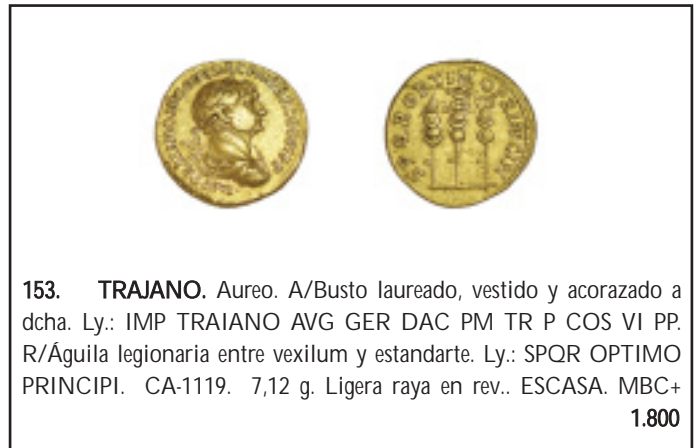 153. TRAJANO. Aureo. A/Busto laureado, vestido y acorazado a
dcha. Ly.: IMP TRAIANO AVG GER DAC PM TR P COS VI PP.
R/Águila legionaria entre vexilum y estandarte. Ly.: SPQR OPTIMO
PRINCIPI. CA-1119. 7,12 g. Ligera raya en rev.. ESCASA. MBC+
1.800